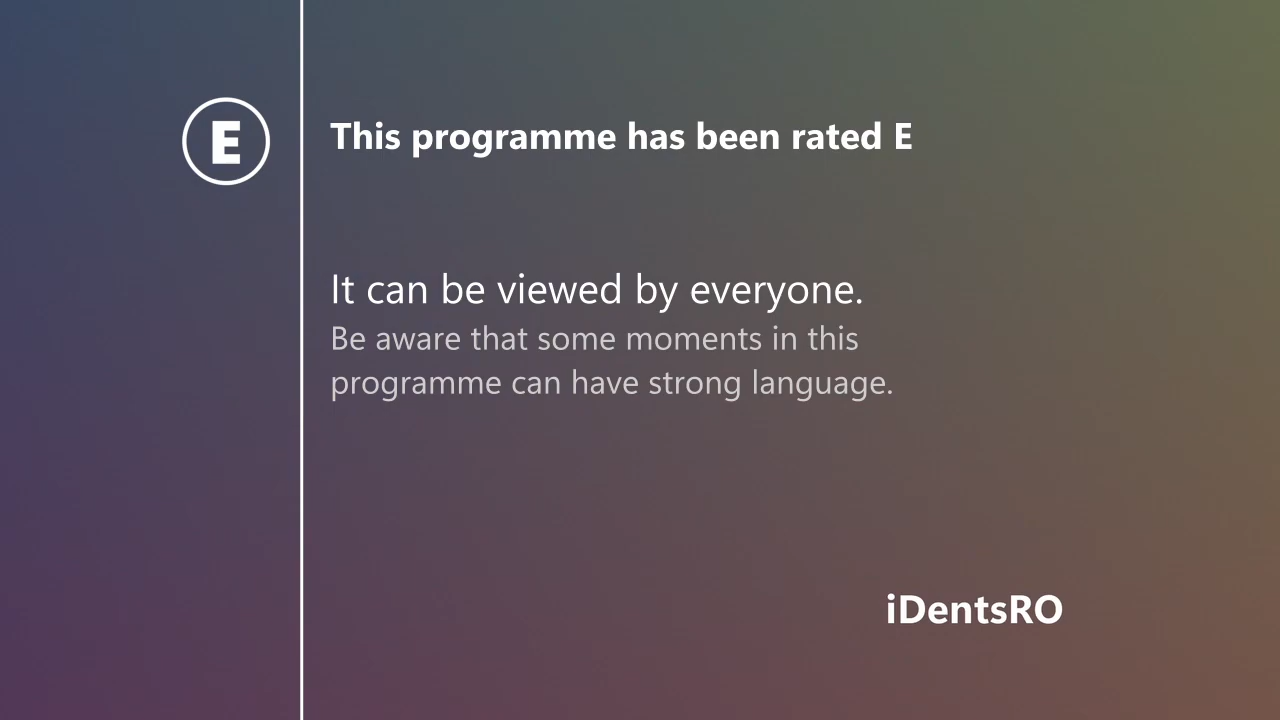 E
This programme has been rated E
It can be viewed by everyone.
Be aware that some moments in this
programme can have strong language.
iDentsRO